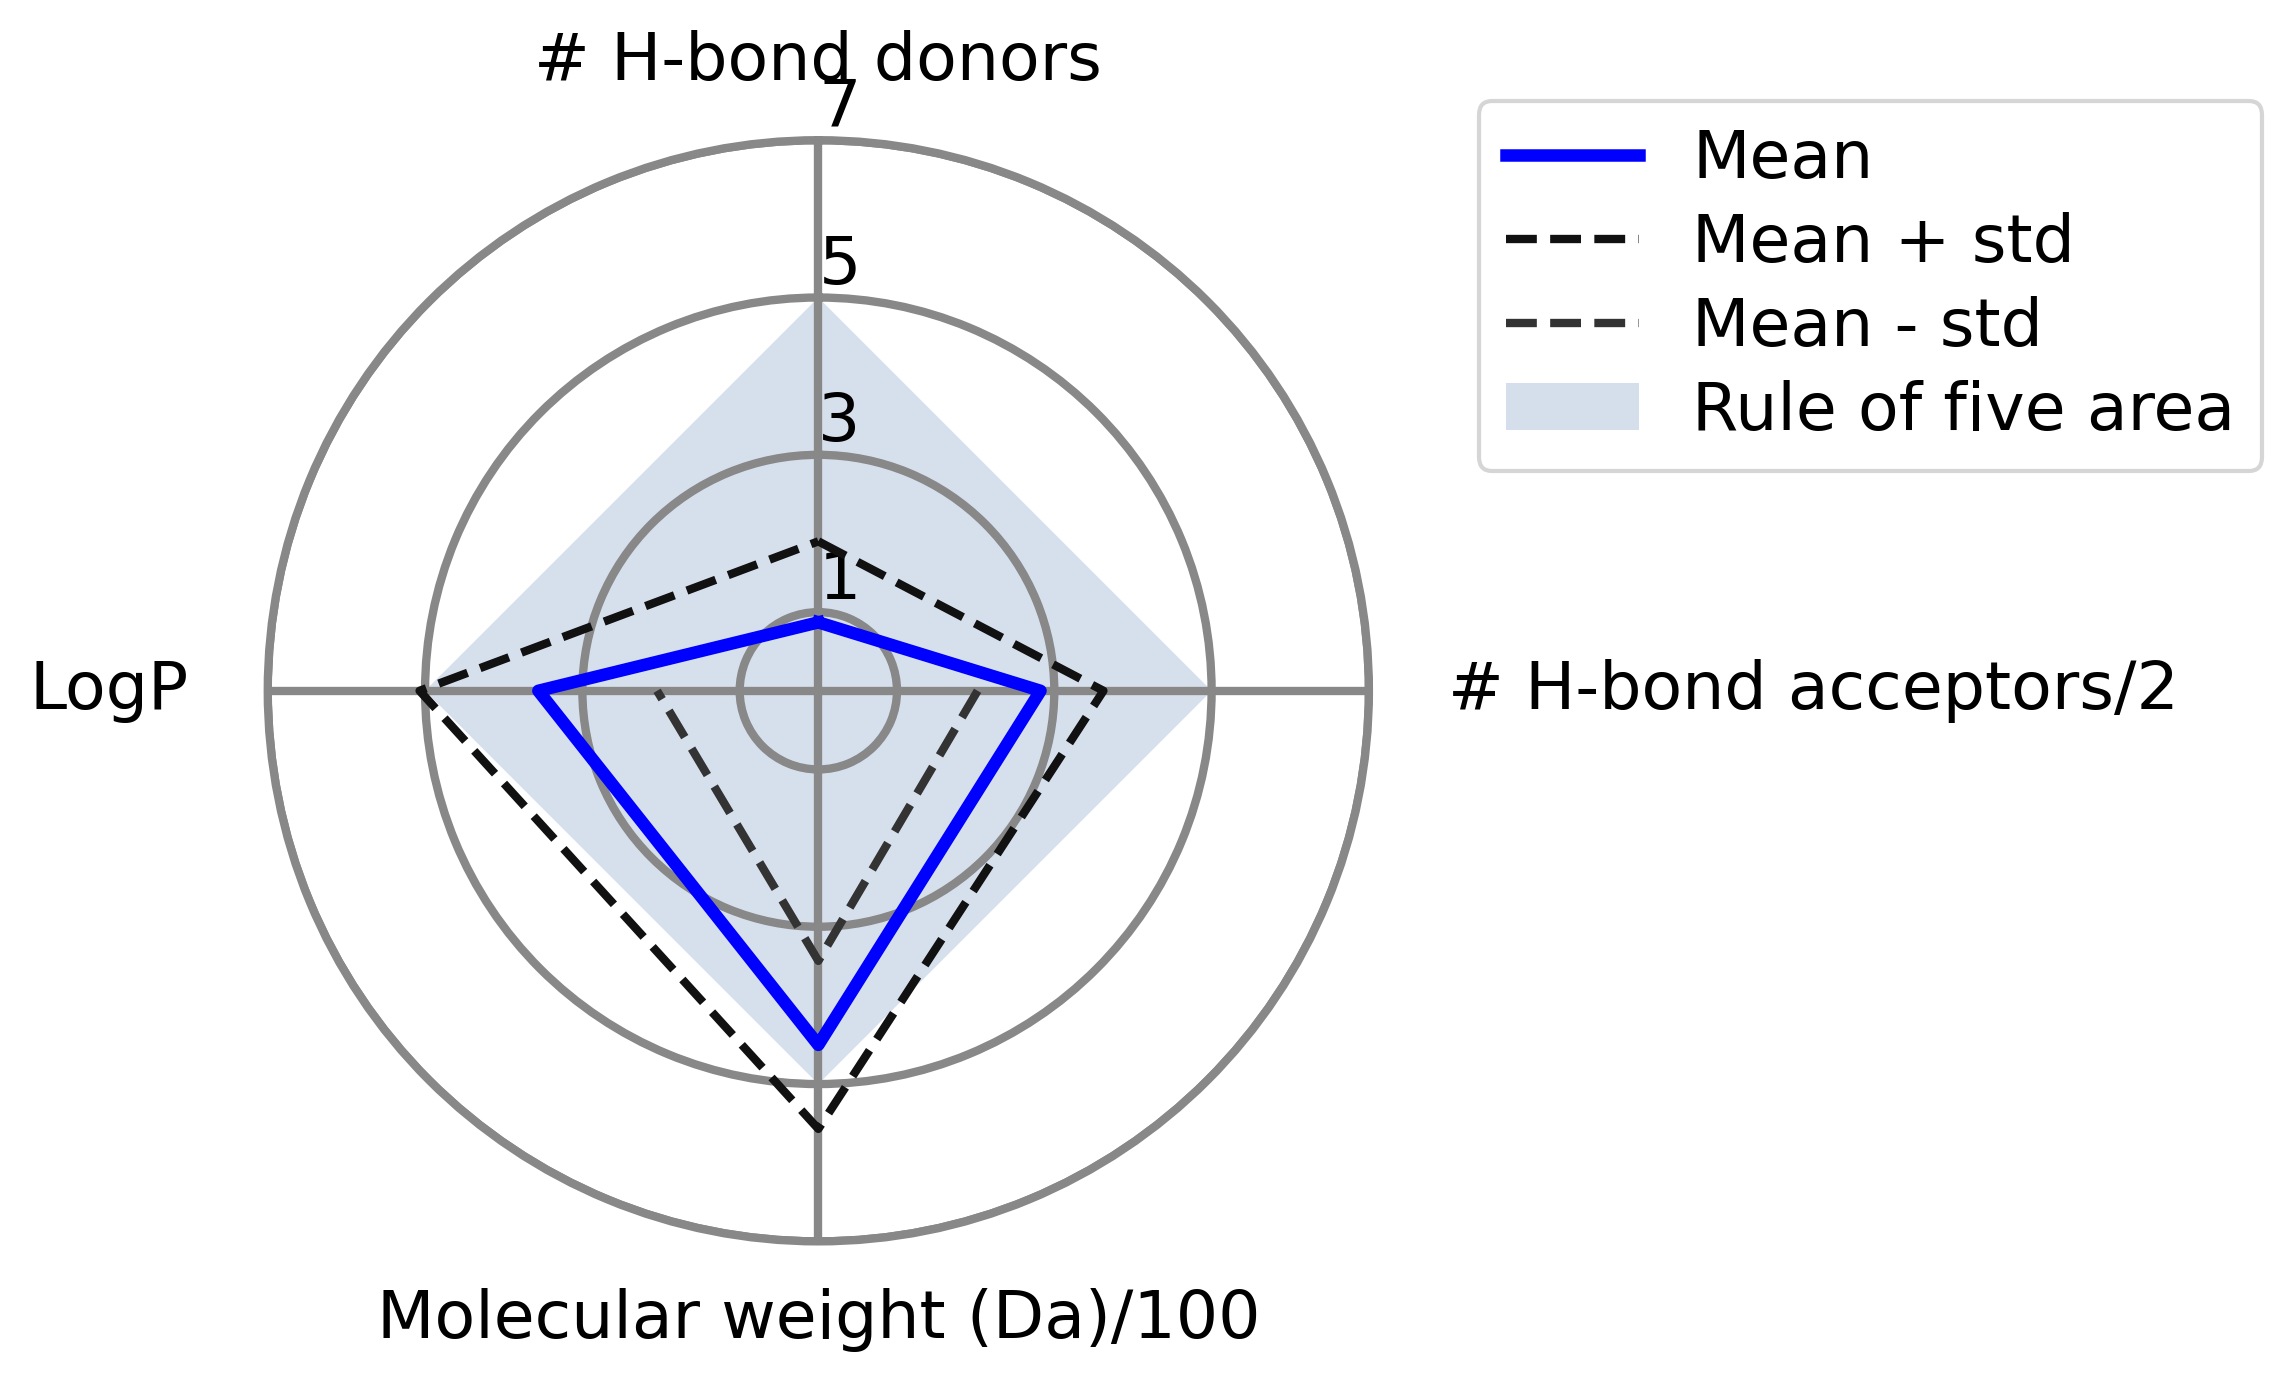 # H-bond donors
7
5
3
1
LogP
# H-bond acceptors/2
Molecular weight (Da)/100
Mean
Mean + std
Mean - std
Rule of five area